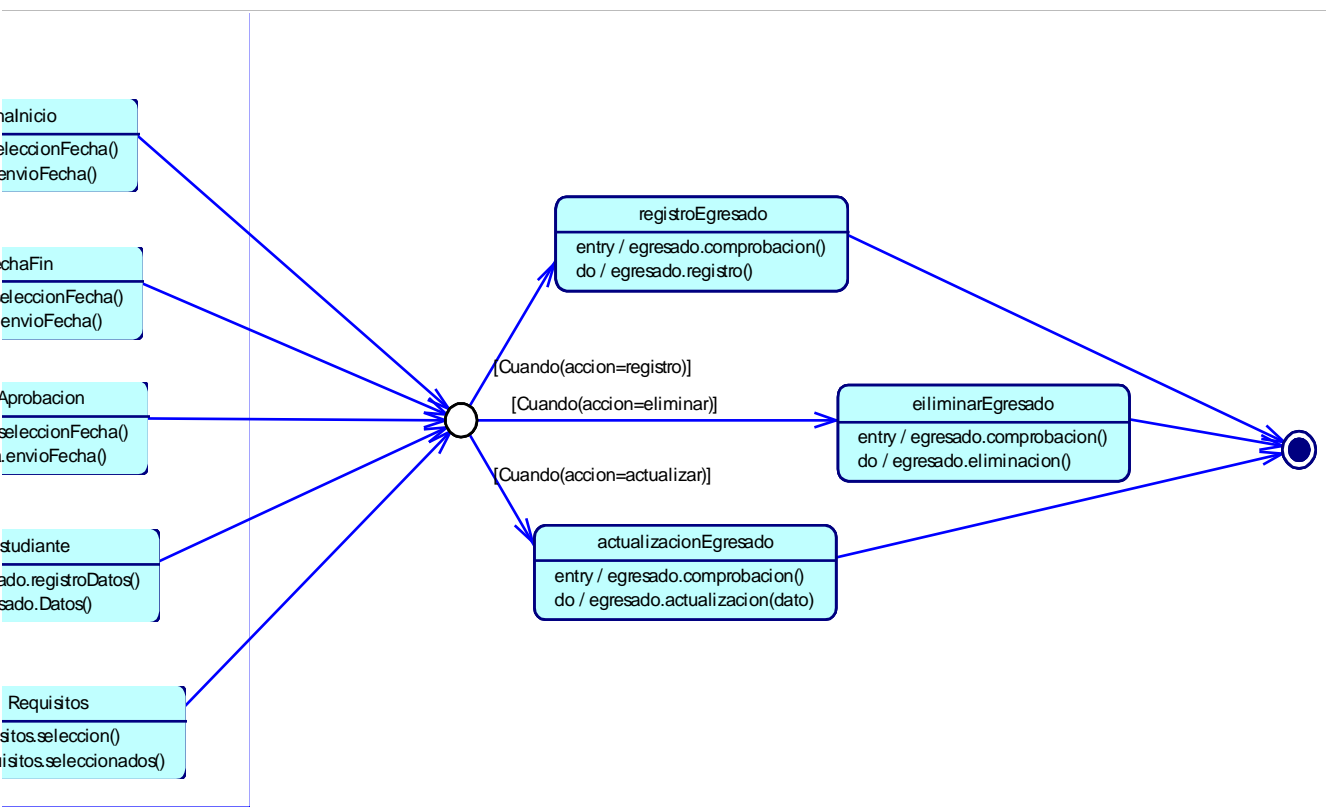 naInicio
eleccionFecha()
envioFecha()
echaFin
eleccionFecha()
envioFecha()
Aprobacion
seleccionFecha()
.envioFecha()
studiante
ado.registroDatos()
sado.Datos()
Requisitos
sitos.seleccion()
isitos.seleccionados()
registroEgresado
entry / egresado.comprobacion()
do / egresado.registro()
[Cuando(accion=registro)]
[Cuando(accion=eliminar)]
eiliminarEgresado
entry / egresado.comprobacion()
do / egresado.eliminacion()
[Cuando(accion=actualizar)]
actualizacionEgresado
entry / egresado.comprobacion()
do / egresado.actualizacion(dato)